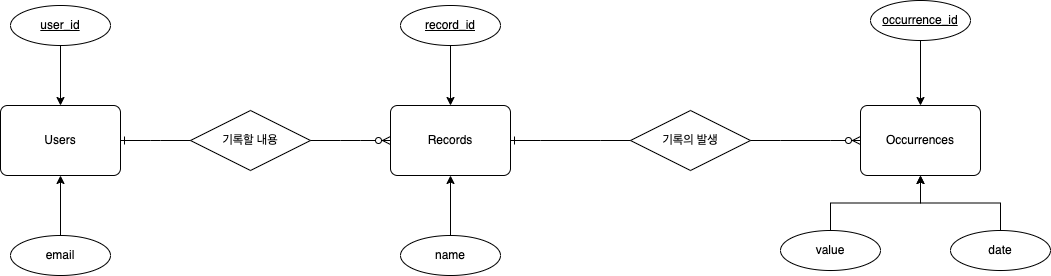 user_id
record_id
occurrence_id
Users
기록할 내용
Records
기록의 발생
Occurrences
email
name
value
date